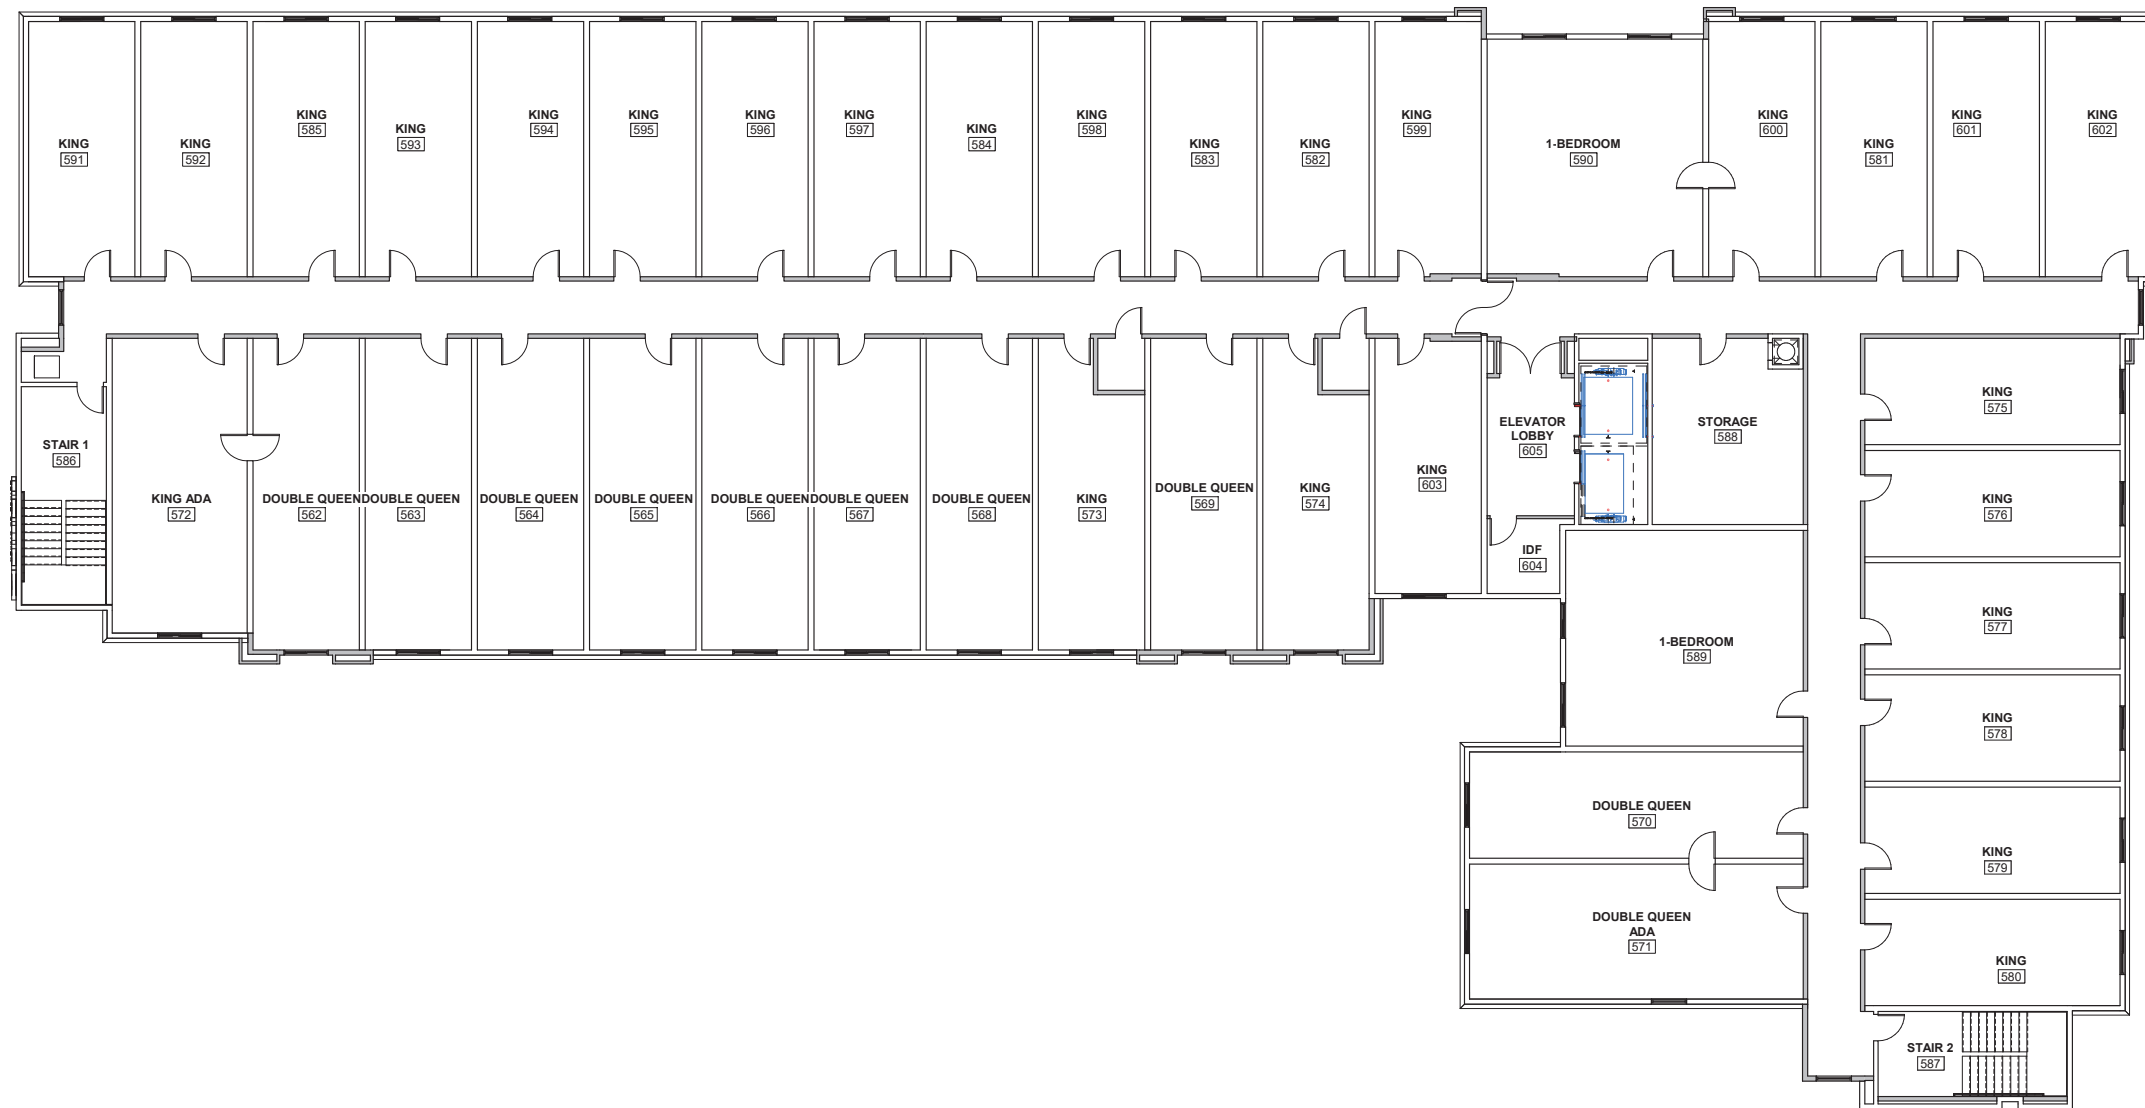 KING
591
KING
592
KING
585
KING
593
KING
594
KING
595
KING
596
KING
597
KING
584
KING
598
KING
583
KING
582
KING
599
1-BEDROOM
590
KING
600
KING
581
KING
601
KING
602
STAIR 1
586
KING ADA
572
DOUBLE QUEEN
562
DOUBLE QUEEN
563
DOUBLE QUEEN
564
DOUBLE QUEEN
565
DOUBLE QUEEN
566
DOUBLE QUEEN
567
DOUBLE QUEEN
568
KING
573
DOUBLE QUEEN
569
KING
574
KING
603
ELEVATOR
LOBBY
605
IDF
604
STORAGE
588
KING
575
KING
576
KING
577
KING
578
KING
579
KING
580
1-BEDROOM
589
DOUBLE QUEEN
570
DOUBLE QUEEN
ADA
571
STAIR 2
587